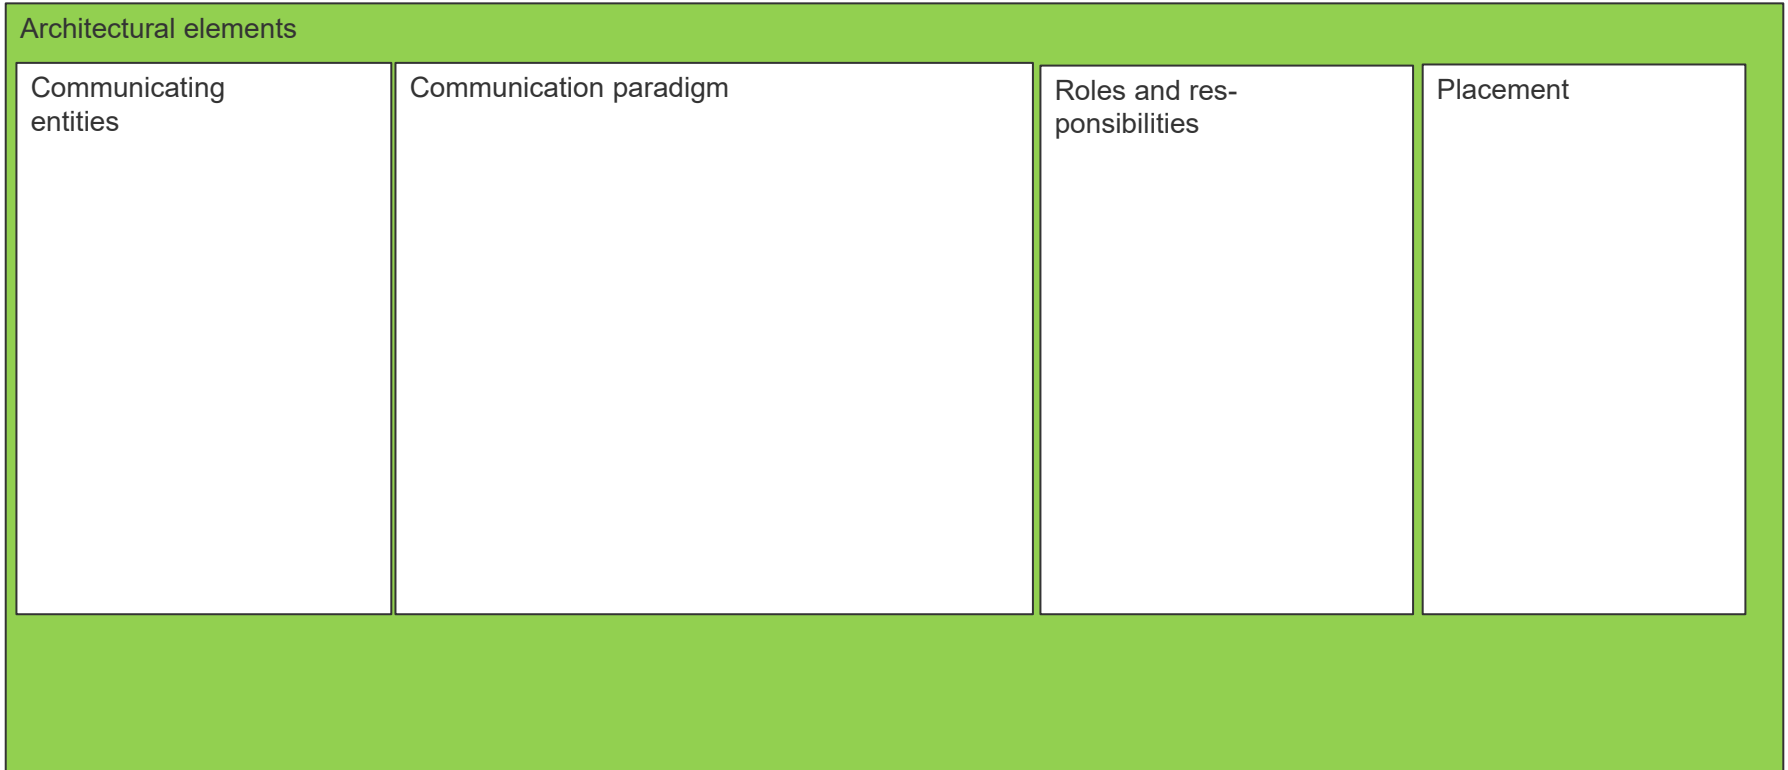 Architectural elements
Communicating
entities
Communication paradigm
Roles and res-
ponsibilities
Placement